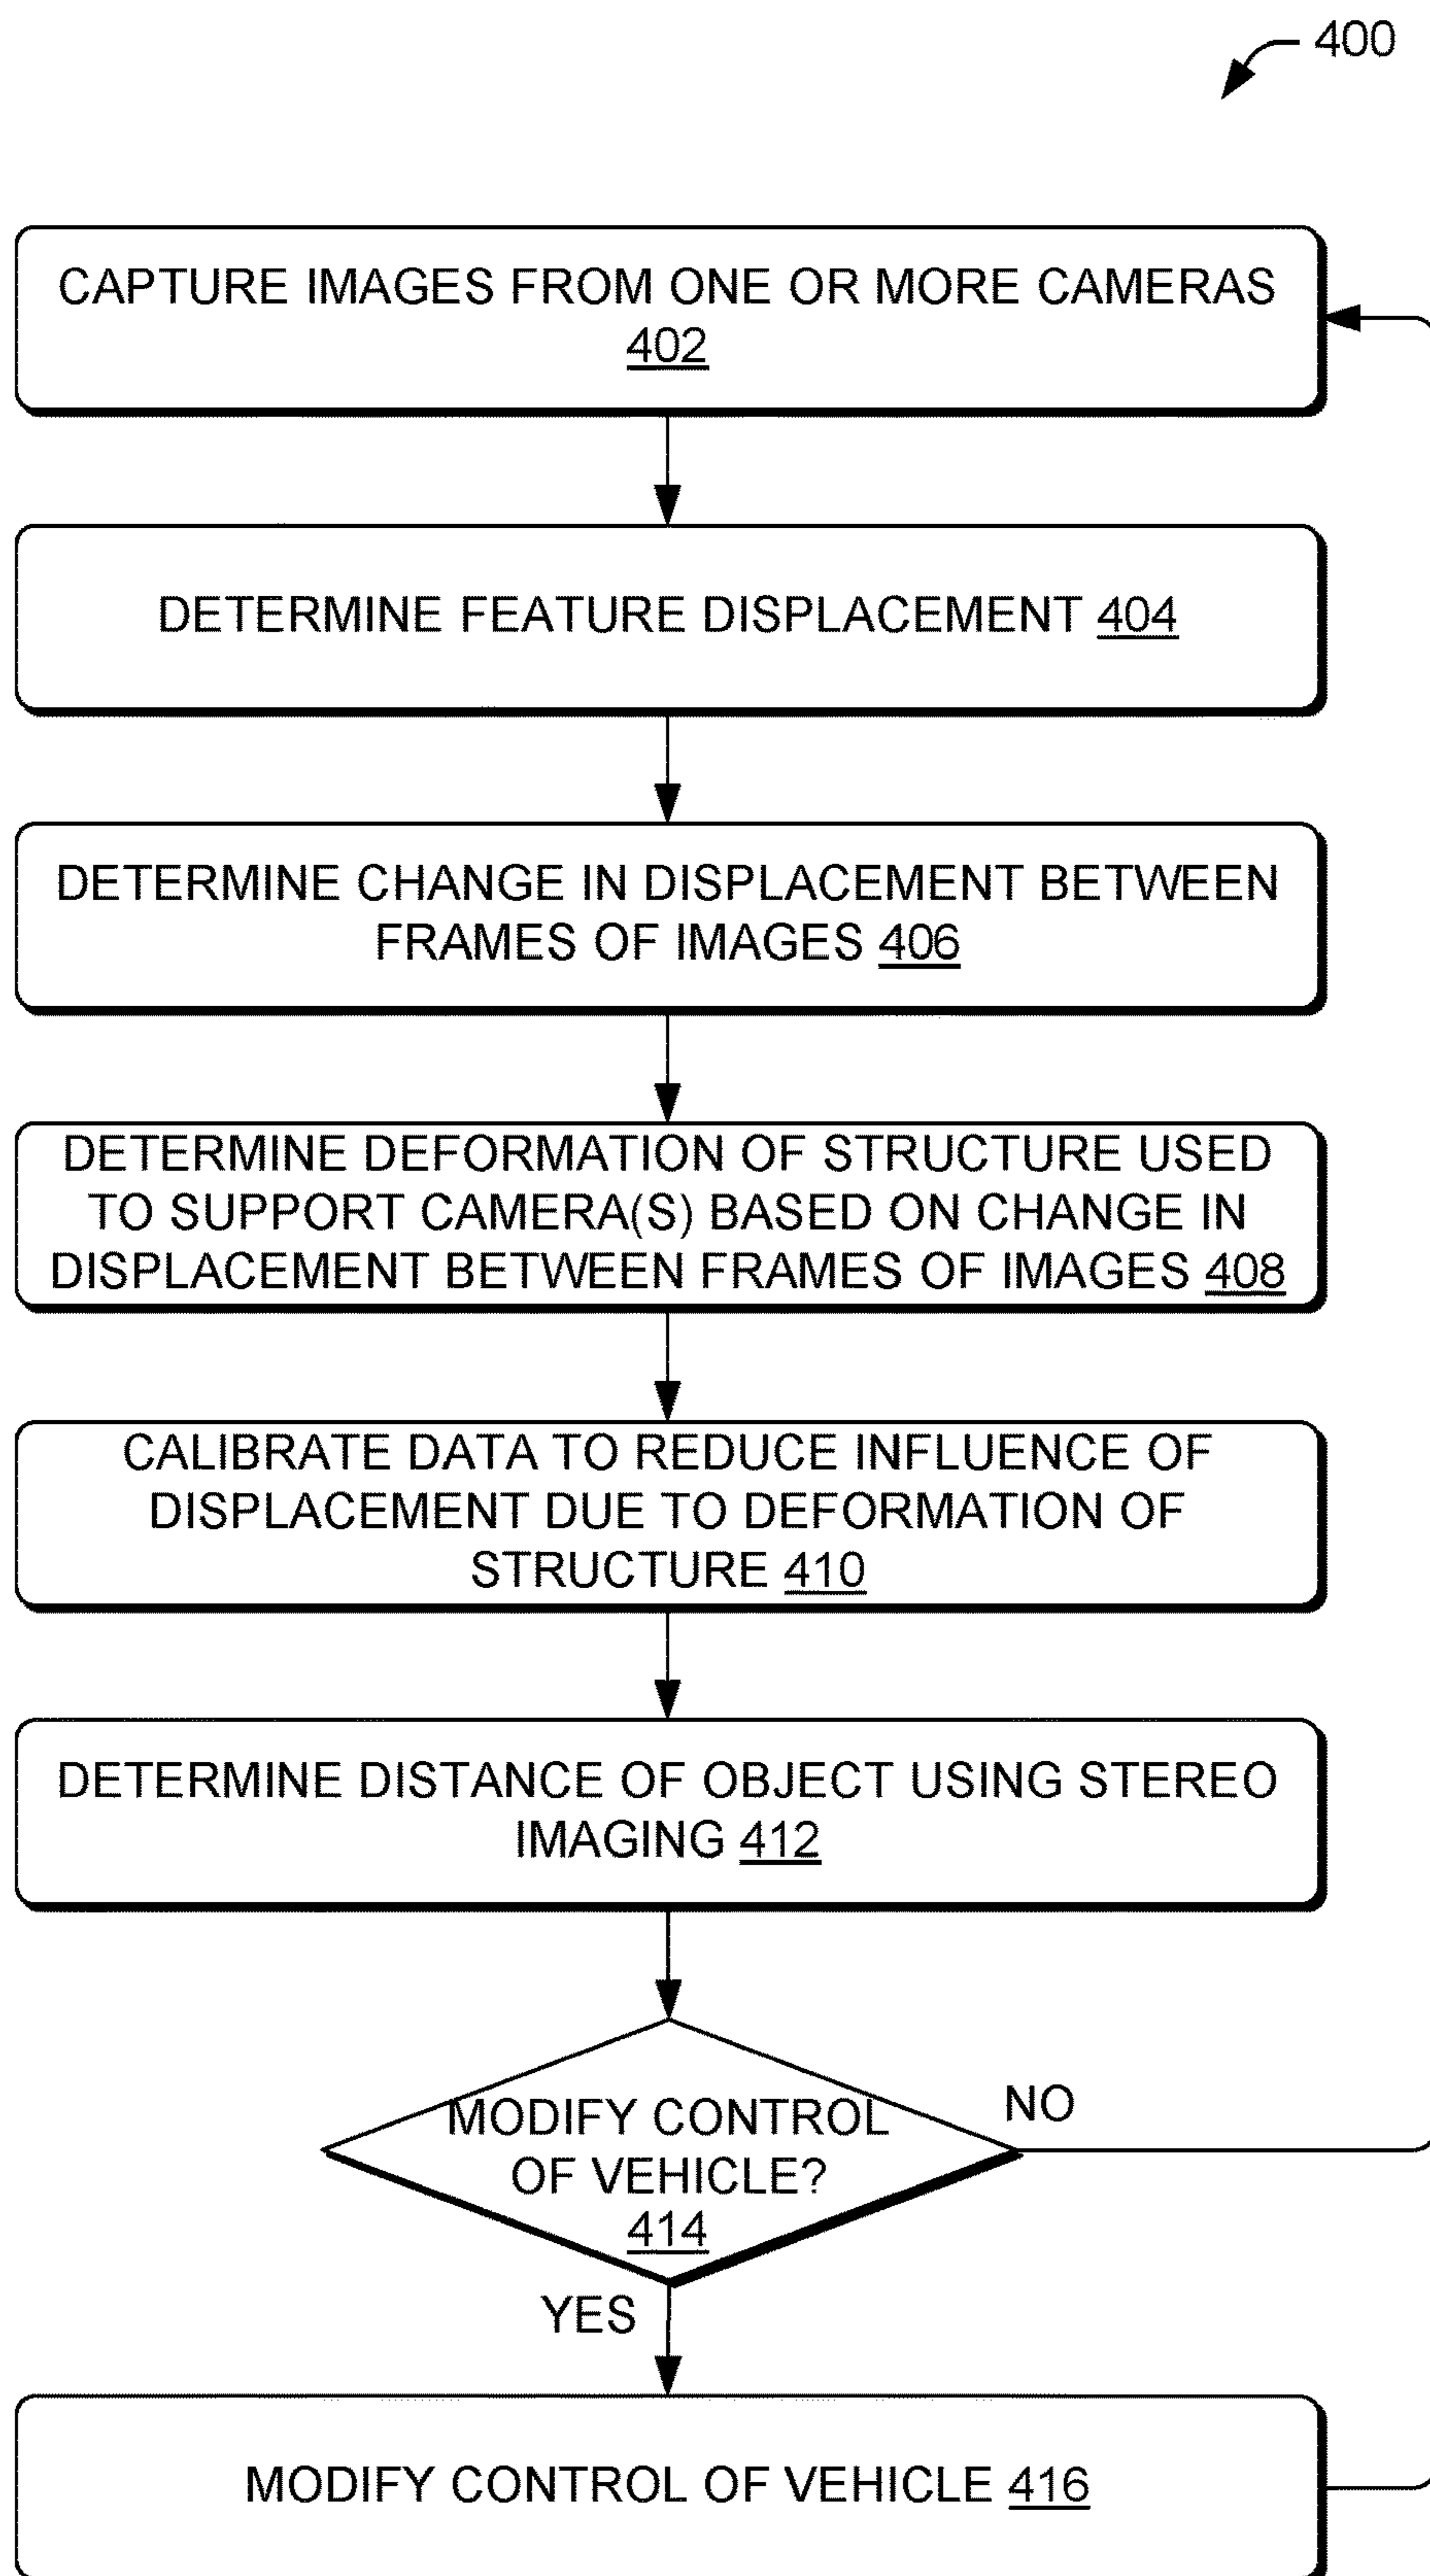 400
CAPTURE IMAGES FROM ONE OR MORE CAMERAS
402
DETERMINE FEATURE DISPLACEMENT 404
DETERMINE CHANGE IN DISPLACEMENT BETWEEN
FRAMES OF IMAGES 406
DETERMINE DEFORMATION OF STRUCTURE USED
TO SUPPORT CAMERA(S) BASED ON CHANGE IN
DISPLACEMENT BETWEEN FRAMES OF IMAGES 408
CALIBRATE DATA TO REDUCE INFLUENCE OF
DISPLACEMENT DUE TO DEFORMATION OF
STRUCTURE 410
DETERMINE DISTANCE OF OBJECT USING STEREO
IMAGING 412
MODIFY CONTROL
OF VEHICLE?
414
NO
YES
MODIFY CONTROL OF VEHICLE 416